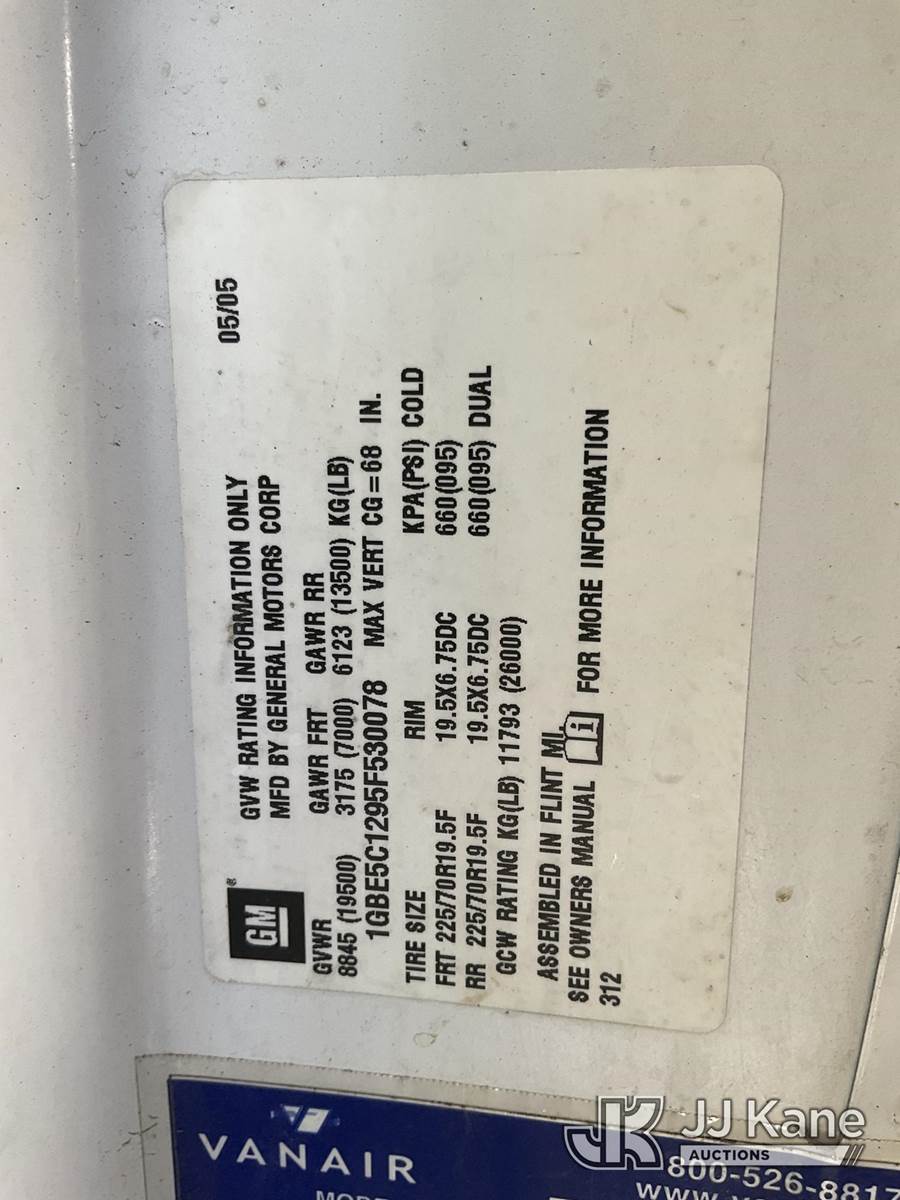 GM®
GVW RATING INFORMATION ONLY 05/05
MFD BY GENERAL MOTORS CORP
GVWR GAWR FRT GAWR RR
8845 (19500) 3175 (7000) 6123 (13500) KG(LB)
1GBE5C1295F530078 MAX VERT CG=68 IN.
TIRE SIZE RIM KPA(PSI) COLD
FRT 225/70R19.5F 19.5X6.75DC 660(095)
RR 225/70R19.5F 19.5X6.75DC 660(095) DUAL
GCW RATING KG(LB) 11793 (26000)
ASSEMBLED IN FLINT MI.
SEE OWNERS MANUAL i FOR MORE INFORMATION
312
VANAIR
800-526-8817
JK JJ Kane
AUCTIONS